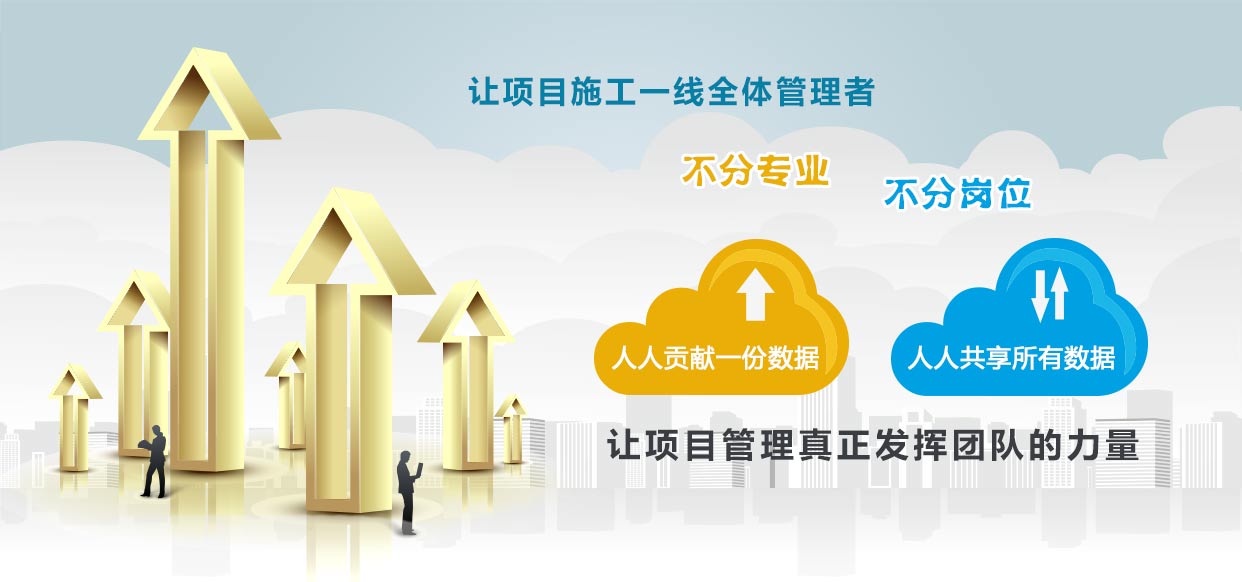 让项目施工一线全体管理者
不分专业
不分岗位
人人贡献一份数据
人人共享所有数据
让项目管理真正发挥团队的力量